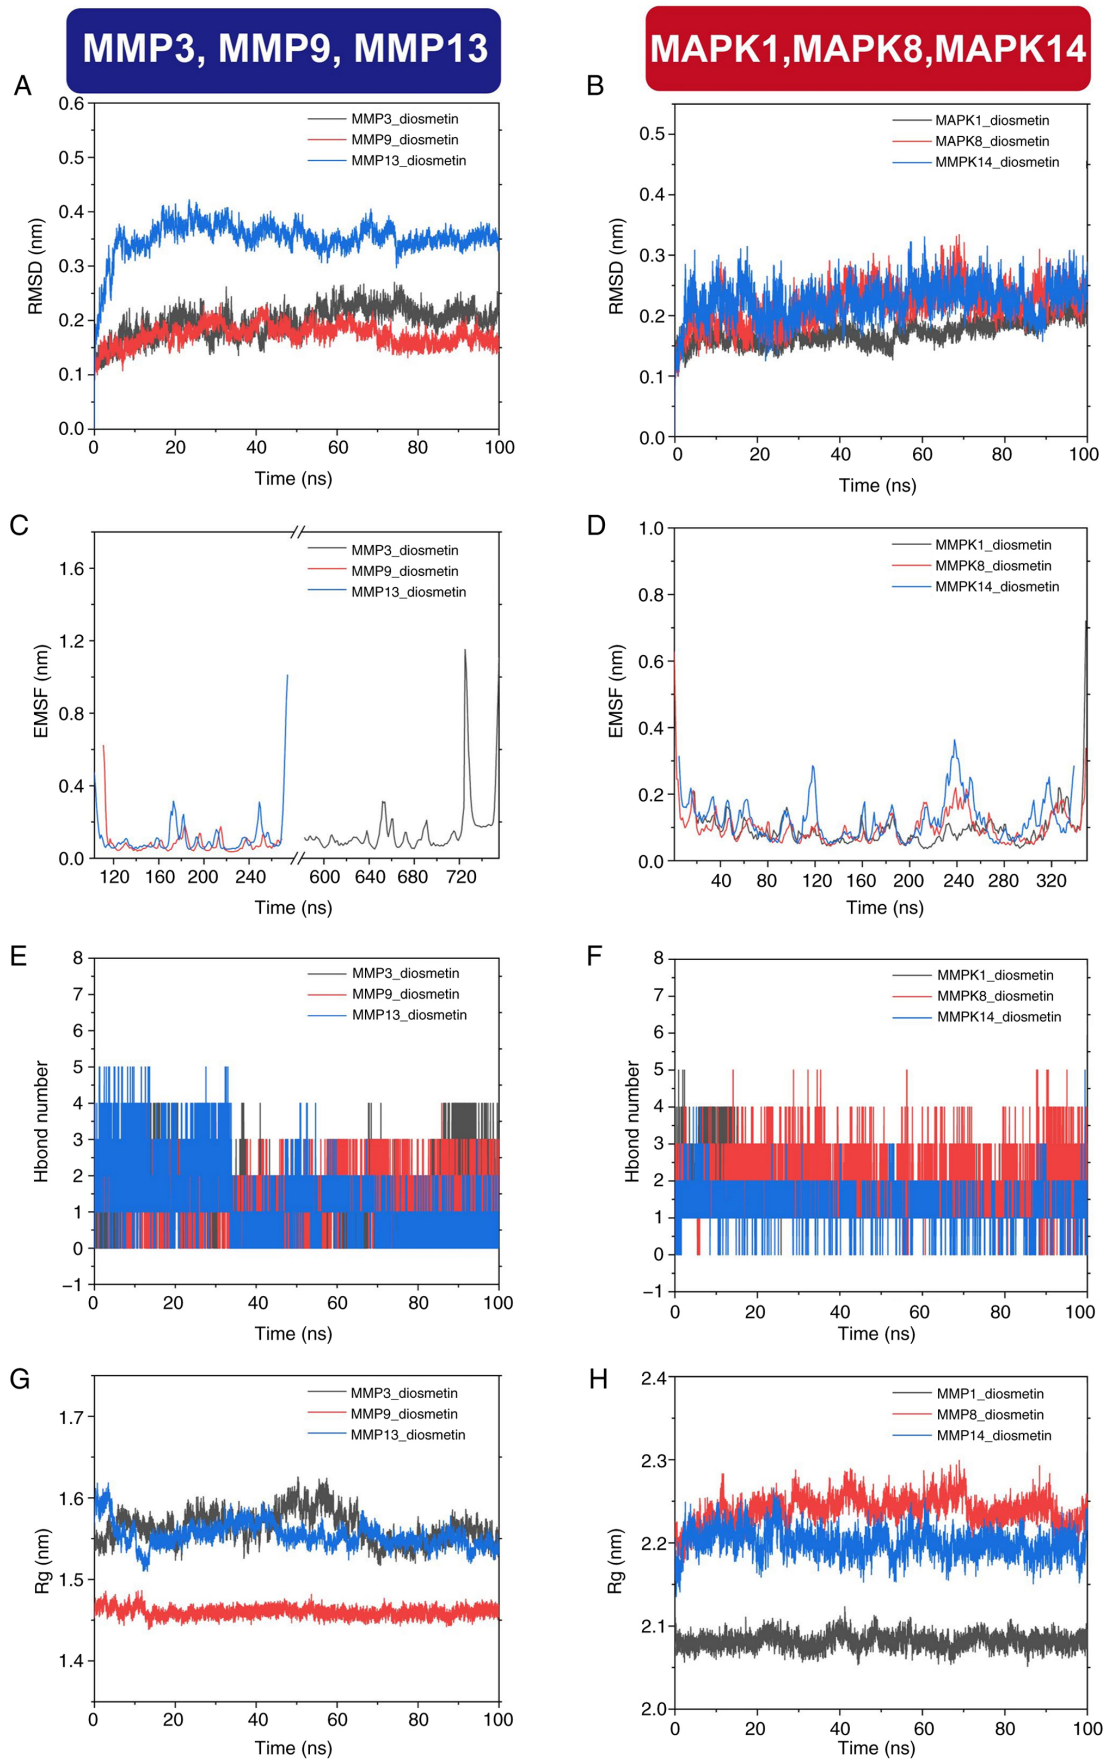 MMP3, MMP9, MMP13
MAPK1,MAPK8,MAPK14
A
0.6
0.5
0.4
0.3
0.2
0.1
0.0
RMSD (nm)
MMP3_diosmetin
MMP9_diosmetin
MMP13_diosmetin
0 20 40 60 80 100
Time (ns)
B
0.5
0.4
0.3
0.2
0.1
0.0
RMSD (nm)
MAPK1_diosmetin
MAPK8_diosmetin
MMPK14_diosmetin
0 20 40 60 80 100
Time (ns)
C
1.6
1.2
0.8
0.4
0.0
EMSF (nm)
MMP3_diosmetin
MMP9_diosmetin
MMP13_diosmetin
120 160 200 240 600 640 680 720
Time (ns)
D
1.0
0.8
0.6
0.4
0.2
0.0
EMSF (nm)
MMPK1_diosmetin
MMPK8_diosmetin
MMPK14_diosmetin
40 80 120 160 200 240 280 320
Time (ns)
E
8
7
6
5
4
3
2
1
0
−1
Hbond number
MMP3_diosmetin
MMP9_diosmetin
MMP13_diosmetin
0 20 40 60 80 100
Time (ns)
F
8
7
6
5
4
3
2
1
0
−1
Hbond number
MMPK1_diosmetin
MMPK8_diosmetin
MMPK14_diosmetin
0 20 40 60 80 100
Time (ns)
G
1.7
1.6
1.5
1.4
Rg (nm)
MMP3_diosmetin
MMP9_diosmetin
MMP13_diosmetin
0 20 40 60 80 100
Time (ns)
H
2.4
2.3
2.2
2.1
2.0
Rg (nm)
MMP1_diosmetin
MMP8_diosmetin
MMP14_diosmetin
0 20 40 60 80 100
Time (ns)